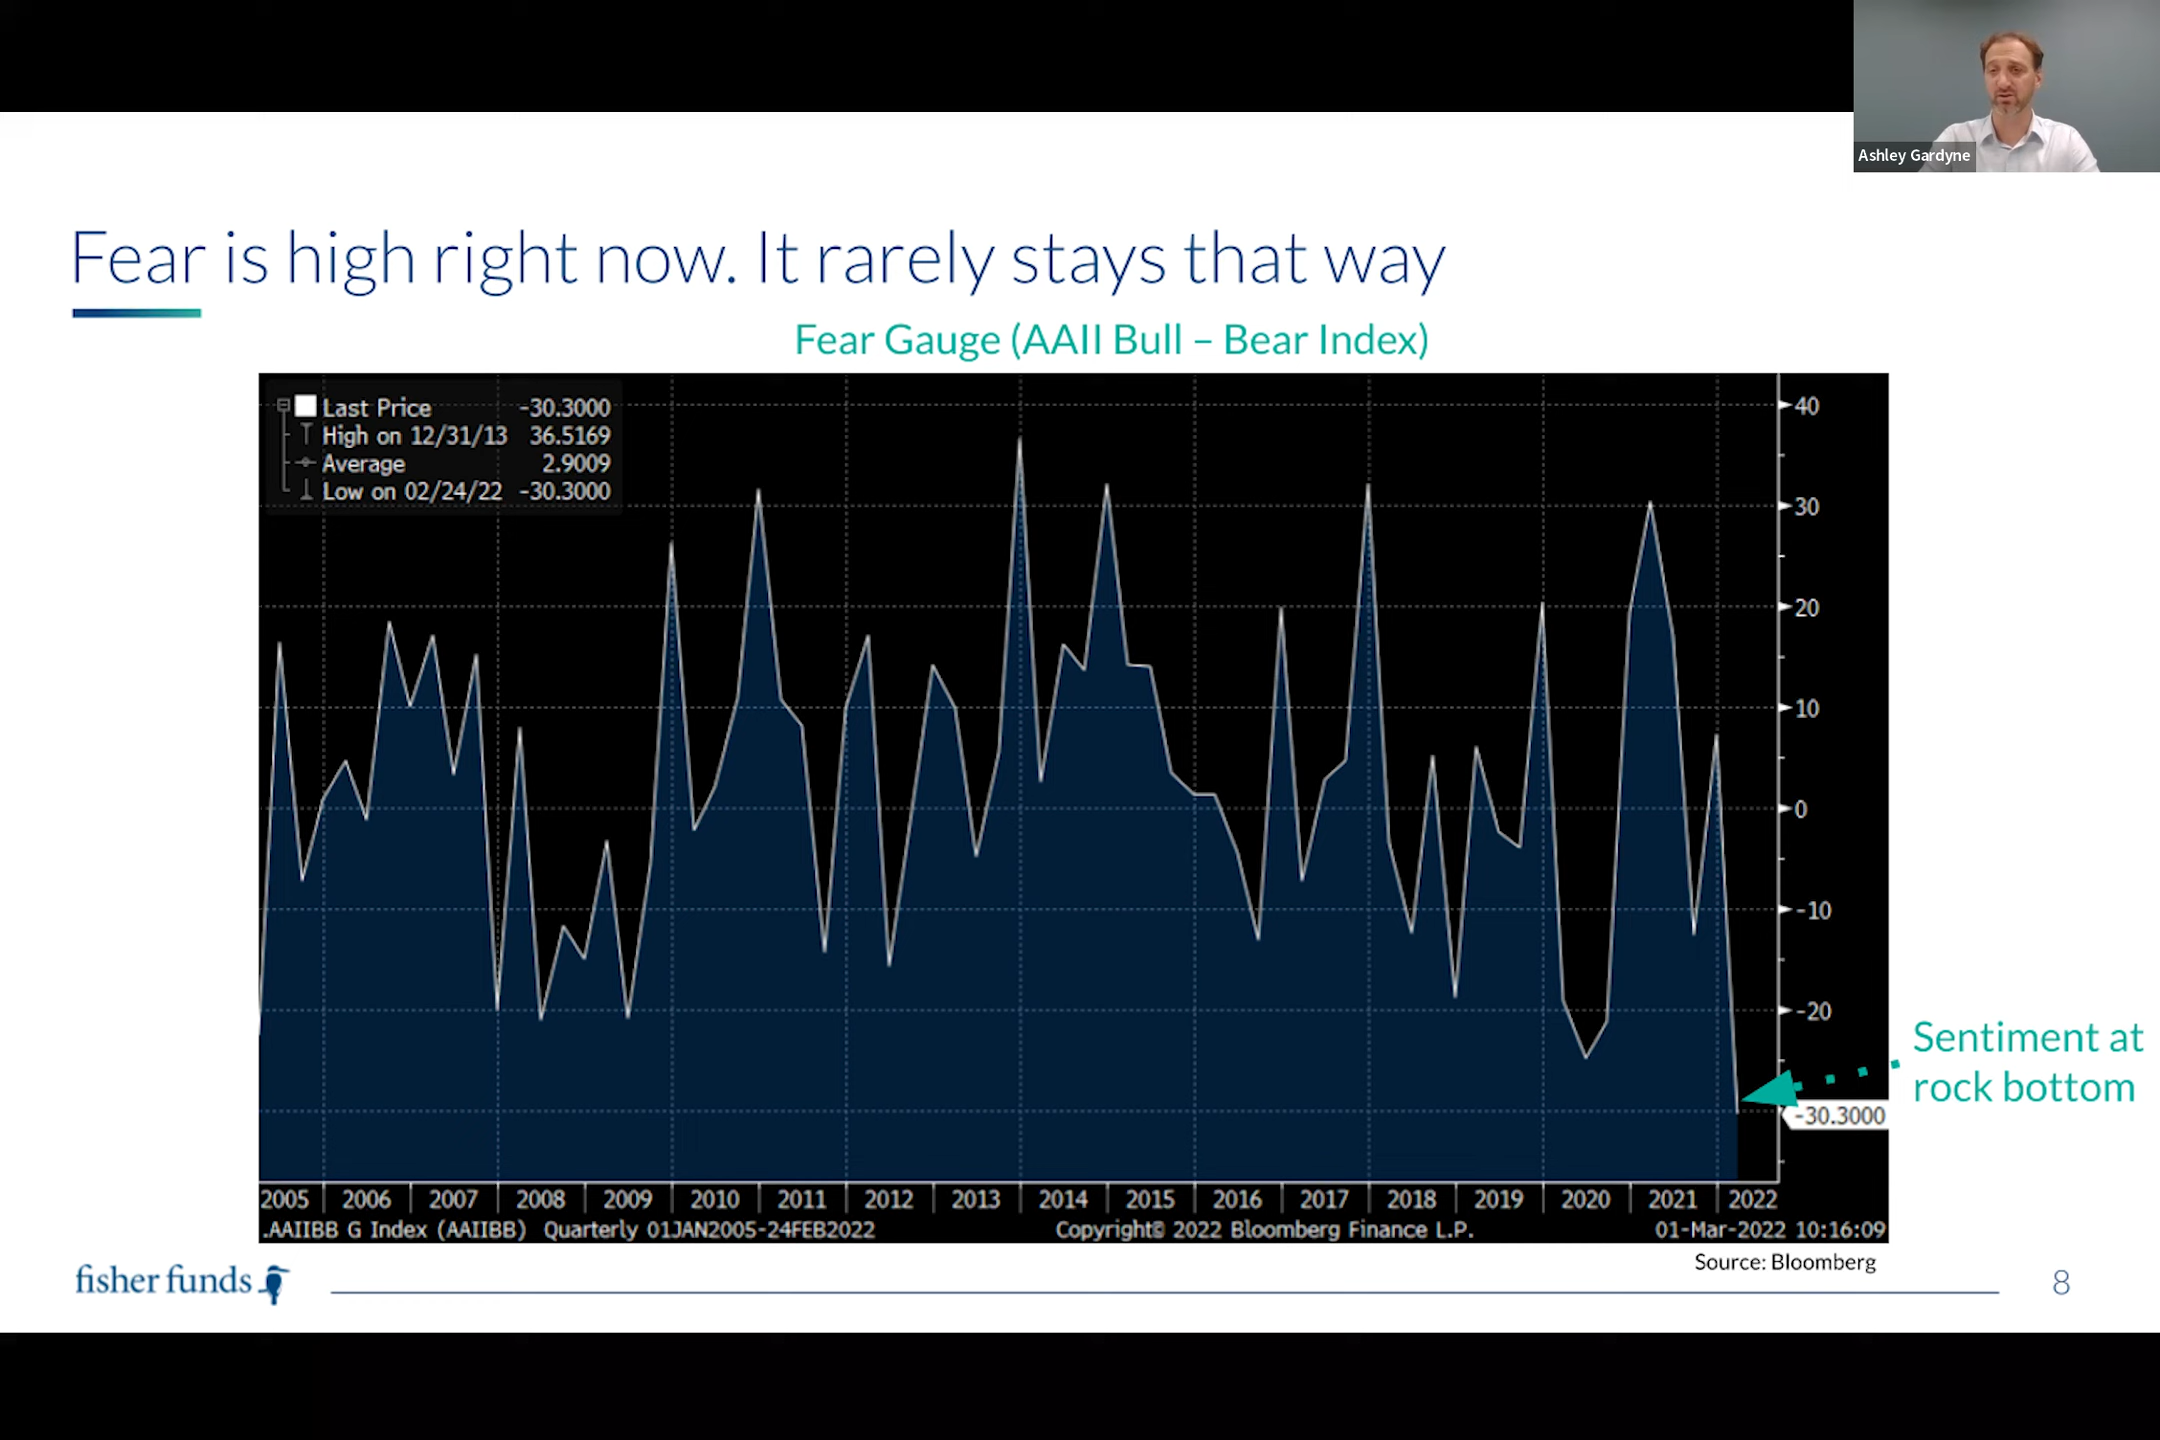 Ashley Gardyne
Fear is high right now. It rarely stays that way
Fear Gauge (AAII Bull – Bear Index)
Last Price -30.3000
High on 12/31/13 36.5169
Average 2.9009
Low on 02/24/22 -30.3000
40
30
20
10
0
-10
-20
-30.3000
Sentiment at
rock bottom
2005 2006 2007 2008 2009 2010 2011 2012 2013 2014 2015 2016 2017 2018 2019 2020 2021 2022
.AAIIBB G Index (AAIIBB) Quarterly 01JAN2005-24FEB2022 Copyright© 2022 Bloomberg Finance L.P. 01-Mar-2022 10:16:09
Source: Bloomberg
fisher funds
8